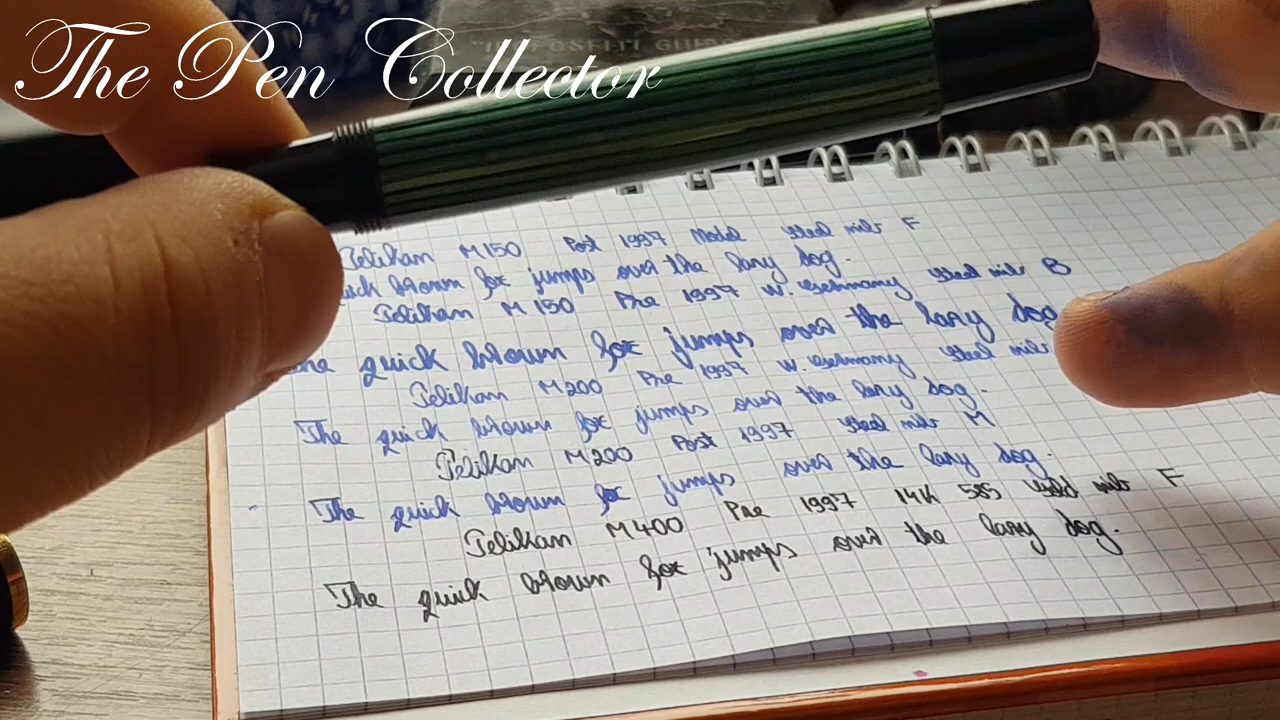 The Pen Collector
Pelikan M150 Post 1997 Model Steel nib F
quick brown fox jumps over the lazy dog.
Pelikan M150 Pre 1997 W. Germany Steel nib B
The quick brown fox jumps over the lazy dog
Pelikan M200 Pre 1997 W. Germany Steel nib
The quick brown fox jumps over the lazy dog.
Pelikan M200 Post 1997 Steel nib M
The quick brown fox jumps over the lazy dog.
Pelikan M400 Pre 1997 14K 585 Gold nib F
The quick brown fox jumps over the lazy dog.